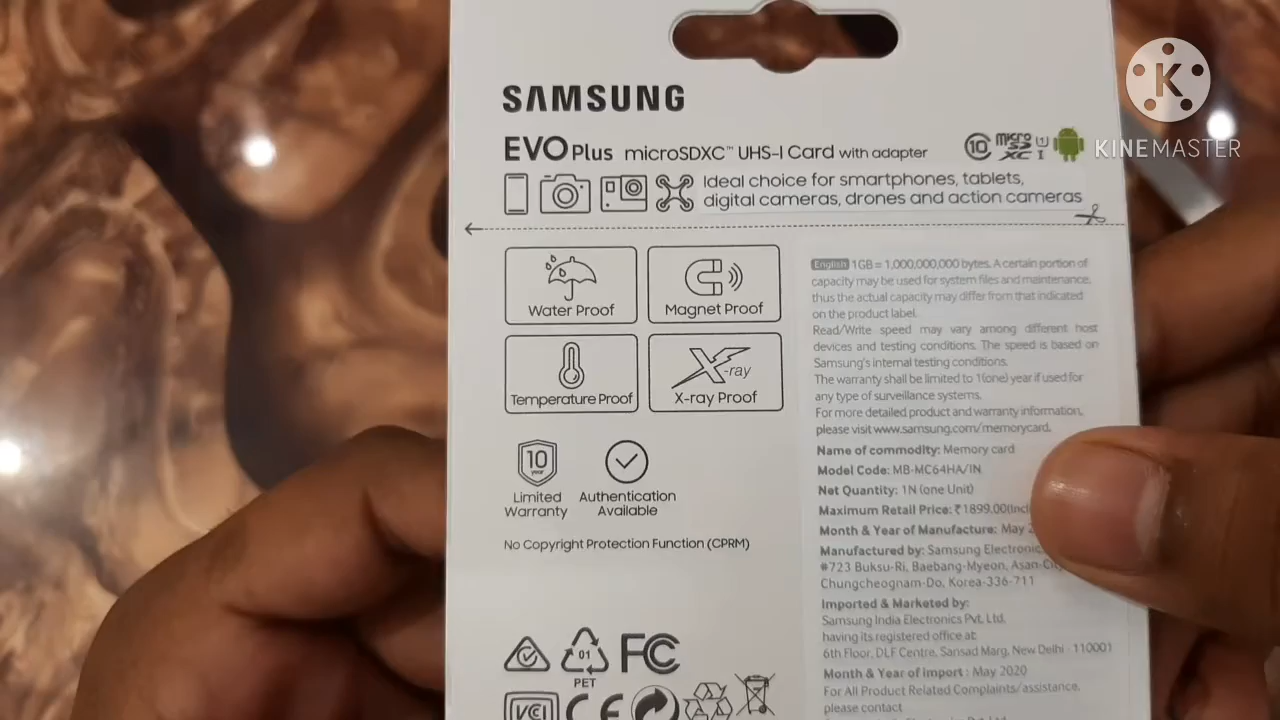 SAMSUNG
EVO Plus microSDXC™ UHS-I Card with adapter
10 micro SD XC 1 I
KINEMASTER
Ideal choice for smartphones, tablets,
digital cameras, drones and action cameras
Water Proof
Magnet Proof
Temperature Proof
X-ray
X-ray Proof
10 year
Limited
Warranty
Authentication
Available
No Copyright Protection Function (CPRM)
01
PET
FC
VCI
CE
English 1GB = 1,000,000,000 bytes. A certain portion of
capacity may be used for system files and maintenance,
thus the actual capacity may differ from that indicated
on the product label.
Read/Write speed may vary among different host
devices and testing conditions. The speed is based on
Samsung's internal testing conditions.
The warranty shall be limited to 1(one) year if used for
any type of surveillance systems.
For more detailed product and warranty information,
please visit www.samsung.com/memorycard.
Name of commodity: Memory card
Model Code: MB-MC64HA/IN
Net Quantity: 1N (one Unit)
Maximum Retail Price: ₹1899.00
Month & Year of Manufacture: May
Manufactured by: Samsung
#723 Buksu-Ri, Baebang-Myeon,
Chungcheognam-Do, Korea-336-711
Imported & Marketed by:
Samsung India Electronics Pvt. Ltd.
having its registered office at:
6th Floor, DLF Centre, Sansad Marg, New Delhi - 110001
Month & Year of import : May 2020
For All Product Related Complaints/assistance,
please contact